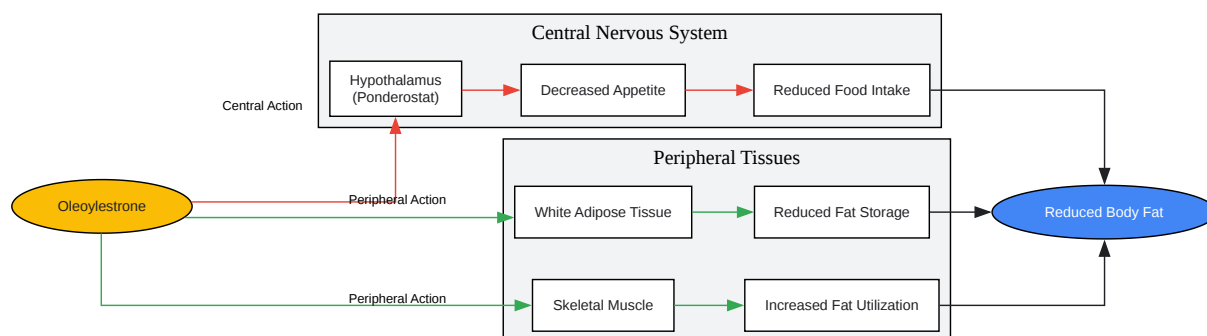 Central Nervous System
Hypothalamus
(Ponderostat)
Decreased Appetite
Reduced Food Intake
Central Action
Peripheral Tissues
Oleoylestrone
Peripheral Action
White Adipose Tissue
Reduced Fat Storage
Reduced Body Fat
Peripheral Action
Skeletal Muscle
Increased Fat Utilization